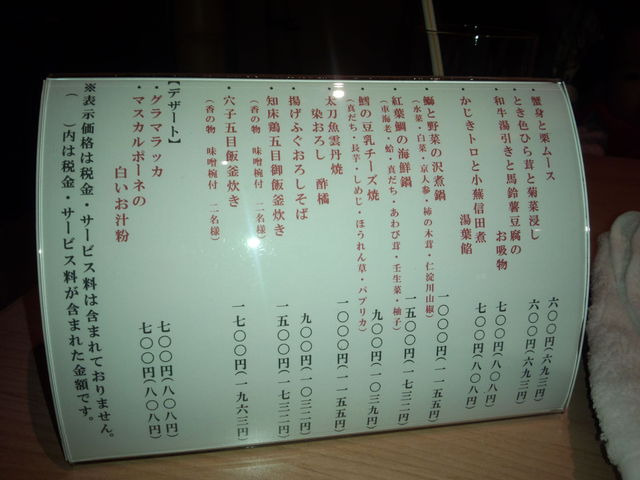 蟹身と栗ムース　六〇〇円(六九三円)
とき色ひら茸と菊菜浸し　六〇〇円(六九三円)
和牛湯引きと馬鈴薯豆腐の
お吸物　七〇〇円(八〇八円)
かじきトロと小蕪信田煮
湯葉餡　七〇〇円(八〇八円)
鰤と野菜の沢煮鍋　一〇〇〇円(一一五五円)
(水菜・白菜・京人参・柿の木茸・仁淀川山椒)
紅葉鯛の海鮮鍋　一五〇〇円(一七三二円)
(車海老・蛤・真だち・あわび茸・壬生菜・柚子)
鱈の豆乳チーズ焼　九〇〇円(一〇三九円)
(真だち・長芋・しめじ・ほうれん草・パプリカ)
太刀魚雲丹焼　一〇〇〇円(一一五五円)
染おろし　酢橘
揚げふぐおろしそば　九〇〇円(一〇三二円)
知床鶏五目御飯釜炊き　一五〇〇円(一七三二円)
(香の物　味噌椀付　二名様)
穴子五目飯釜炊き　一七〇〇円(一九六三円)
(香の物　味噌椀付　二名様)
【デザート】
グラマラッカ　七〇〇円(八〇八円)
マスカルポーネの
白いお汁粉　七〇〇円(八〇八円)
※表示価格は税金・サービス料は含まれておりません。
(　)内は税金・サービス料が含まれた金額です。